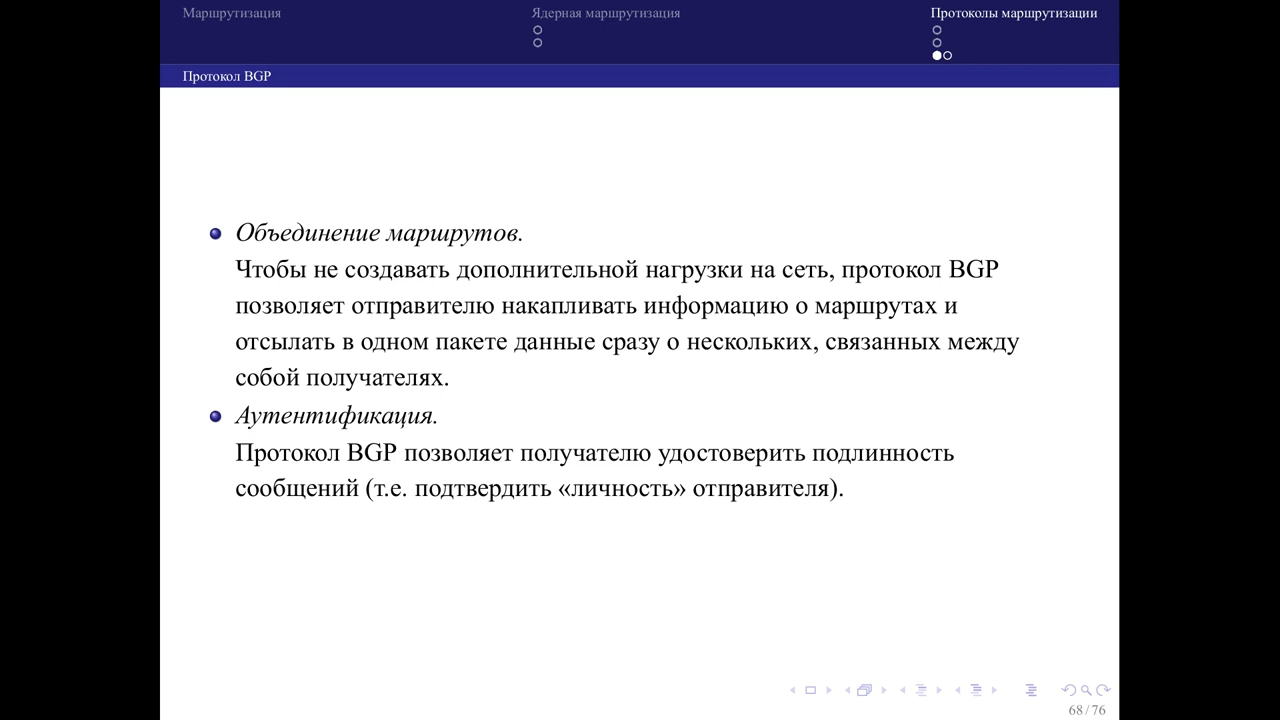 Маршрутизация
Ядерная маршрутизация
Протоколы маршрутизации
Протокол BGP
Объединение маршрутов.
Чтобы не создавать дополнительной нагрузки на сеть, протокол BGP
позволяет отправителю накапливать информацию о маршрутах и
отсылать в одном пакете данные сразу о нескольких, связанных между
собой получателях.
Аутентификация.
Протокол BGP позволяет получателю удостоверить подлинность
сообщений (т.е. подтвердить «личность» отправителя).
68 / 76